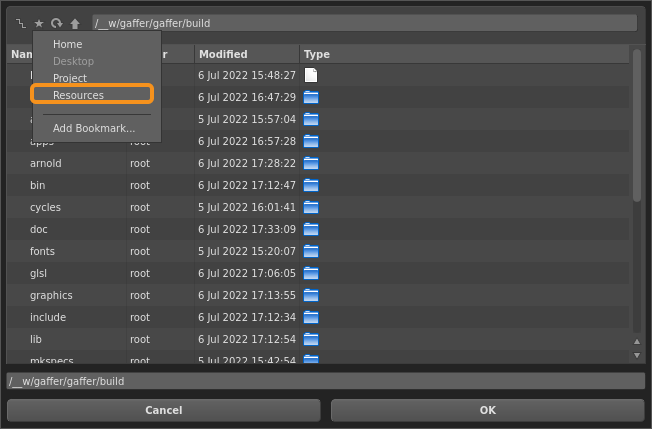 /__w/gaffer/gaffer/build
Modified Type
Home
Desktop
Project
Resources
Add Bookmark...
6 Jul 2022 15:48:27
6 Jul 2022 16:47:29
5 Jul 2022 15:57:04
apps root 6 Jul 2022 16:57:28
arnold root 6 Jul 2022 17:28:22
bin root 6 Jul 2022 17:12:47
cycles root 5 Jul 2022 16:01:41
doc root 6 Jul 2022 17:33:09
fonts root 5 Jul 2022 15:20:07
glsl root 6 Jul 2022 17:06:05
graphics root 6 Jul 2022 17:13:55
include root 6 Jul 2022 17:12:34
lib root 6 Jul 2022 17:12:54
mkspecs root 5 Jul 2022 15:42:54
/__w/gaffer/gaffer/build
Cancel OK